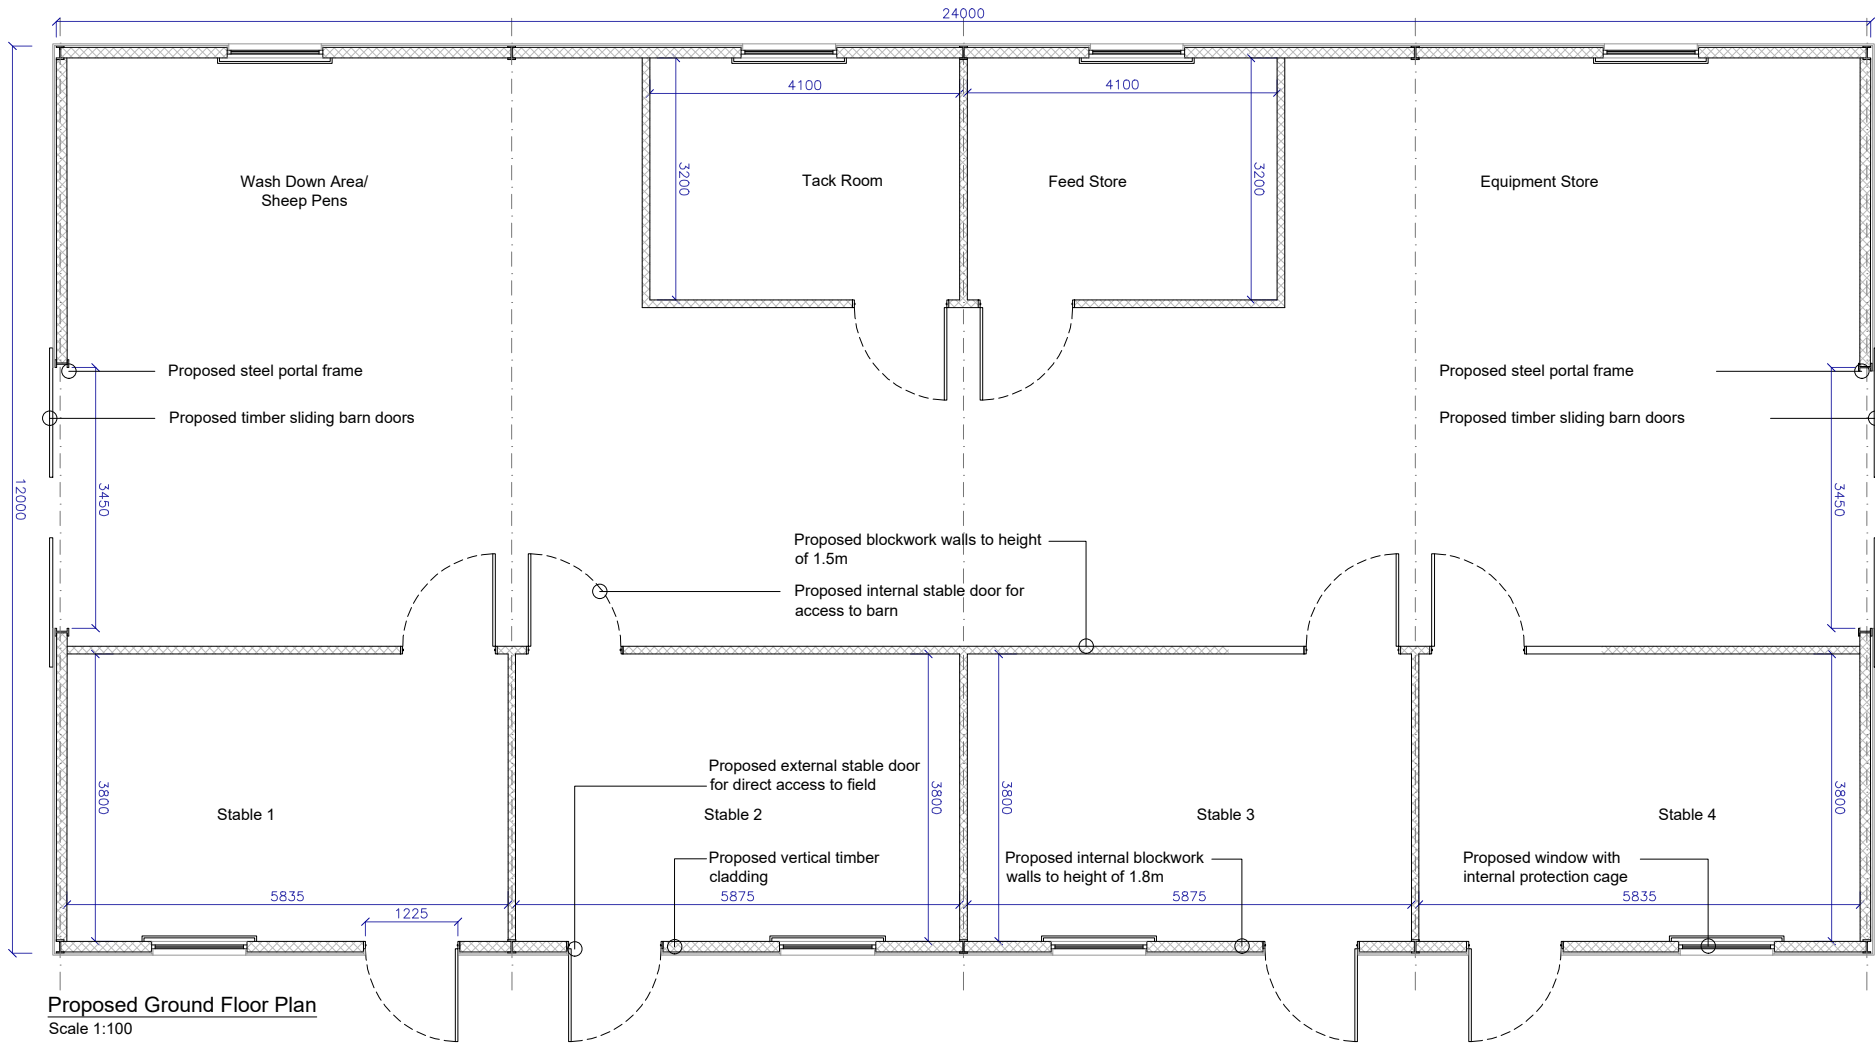 24000
4100
4100
3200
3200
Wash Down Area/
Sheep Pens
Tack Room
Feed Store
Equipment Store
Proposed steel portal frame
Proposed steel portal frame
Proposed timber sliding barn doors
Proposed timber sliding barn doors
12000
3450
3450
Proposed blockwork walls to height
of 1.5m
Proposed internal stable door for
access to barn
Proposed external stable door
for direct access to field
3800
3800
3800
3800
Stable 1
Stable 2
Stable 3
Stable 4
Proposed vertical timber
cladding
Proposed internal blockwork
walls to height of 1.8m
Proposed window with
internal protection cage
5835
5875
5875
5835
1225
Proposed Ground Floor Plan
Scale 1:100